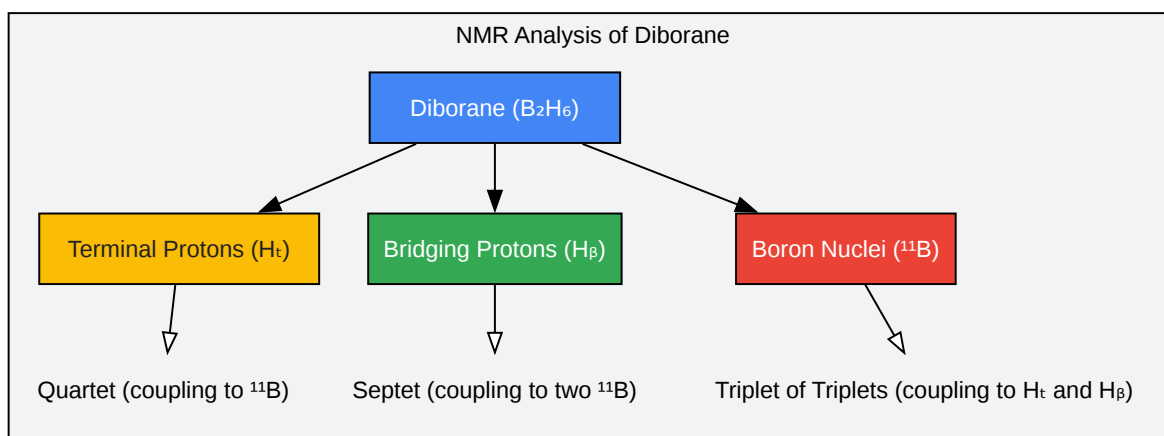 NMR Analysis of Diborane
Diborane (B₂H₆)
Terminal Protons (Hₜ)
Bridging Protons (Hᵦ)
Boron Nuclei (¹¹B)
Quartet (coupling to ¹¹B)
Septet (coupling to two ¹¹B)
Triplet of Triplets (coupling to Hₜ and Hᵦ)